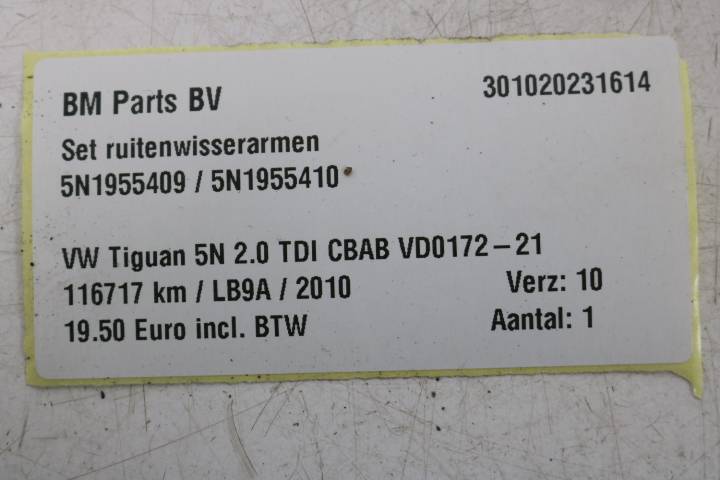 BM Parts BV 301020231614
Set ruitenwisserarmen
5N1955409 / 5N1955410
VW Tiguan 5N 2.0 TDI CBAB VD0172-21
116717 km / LB9A / 2010 Verz: 10
19.50 Euro incl. BTW Aantal: 1